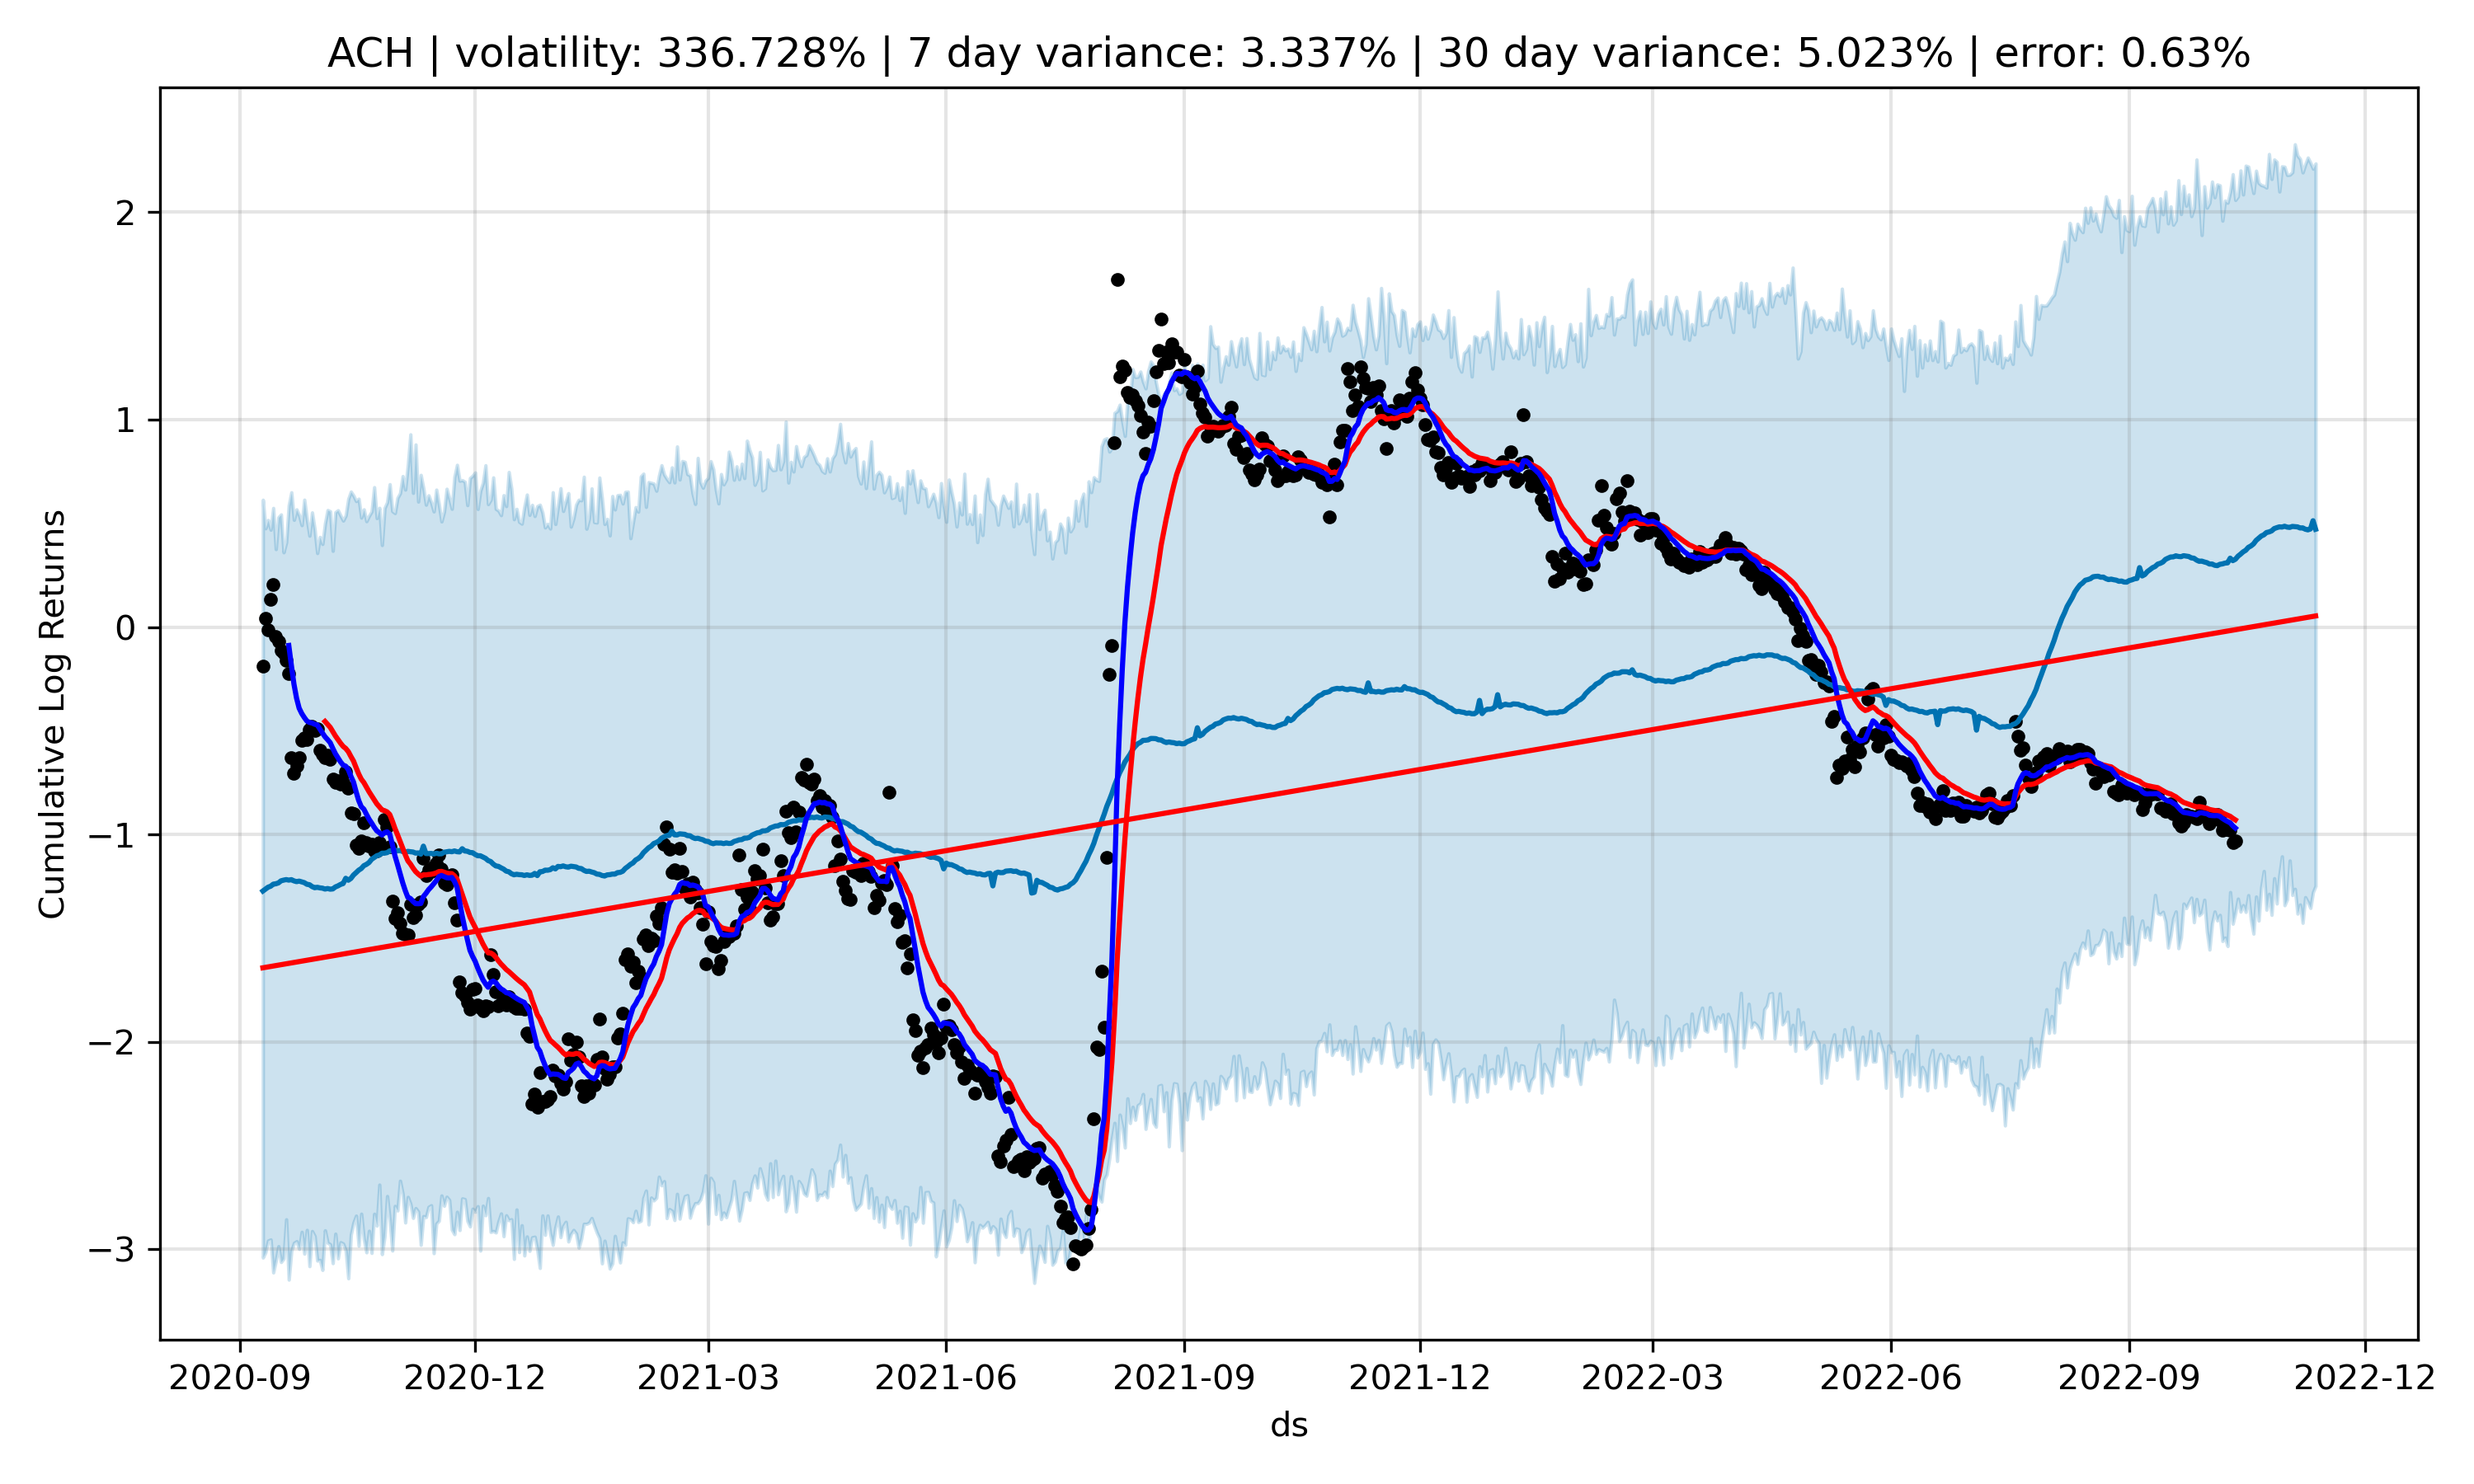 ACH | volatility: 336.728% | 7 day variance: 3.337% | 30 day variance: 5.023% | error: 0.63%
Cumulative Log Returns
2
1
0
−1
−2
−3
2020-09 2020-12 2021-03 2021-06 2021-09 2021-12 2022-03 2022-06 2022-09 2022-12
ds